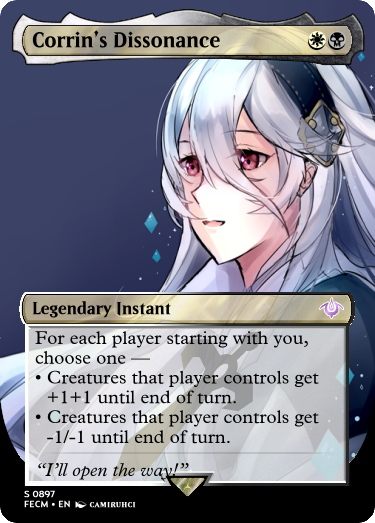 Corrin's Dissonance
Legendary Instant
For each player starting with you,
choose one —
• Creatures that player controls get
+1+1 until end of turn.
• Creatures that player controls get
-1/-1 until end of turn.
"I'll open the way!"
S 0897
FECM • EN CAMIRUHCI